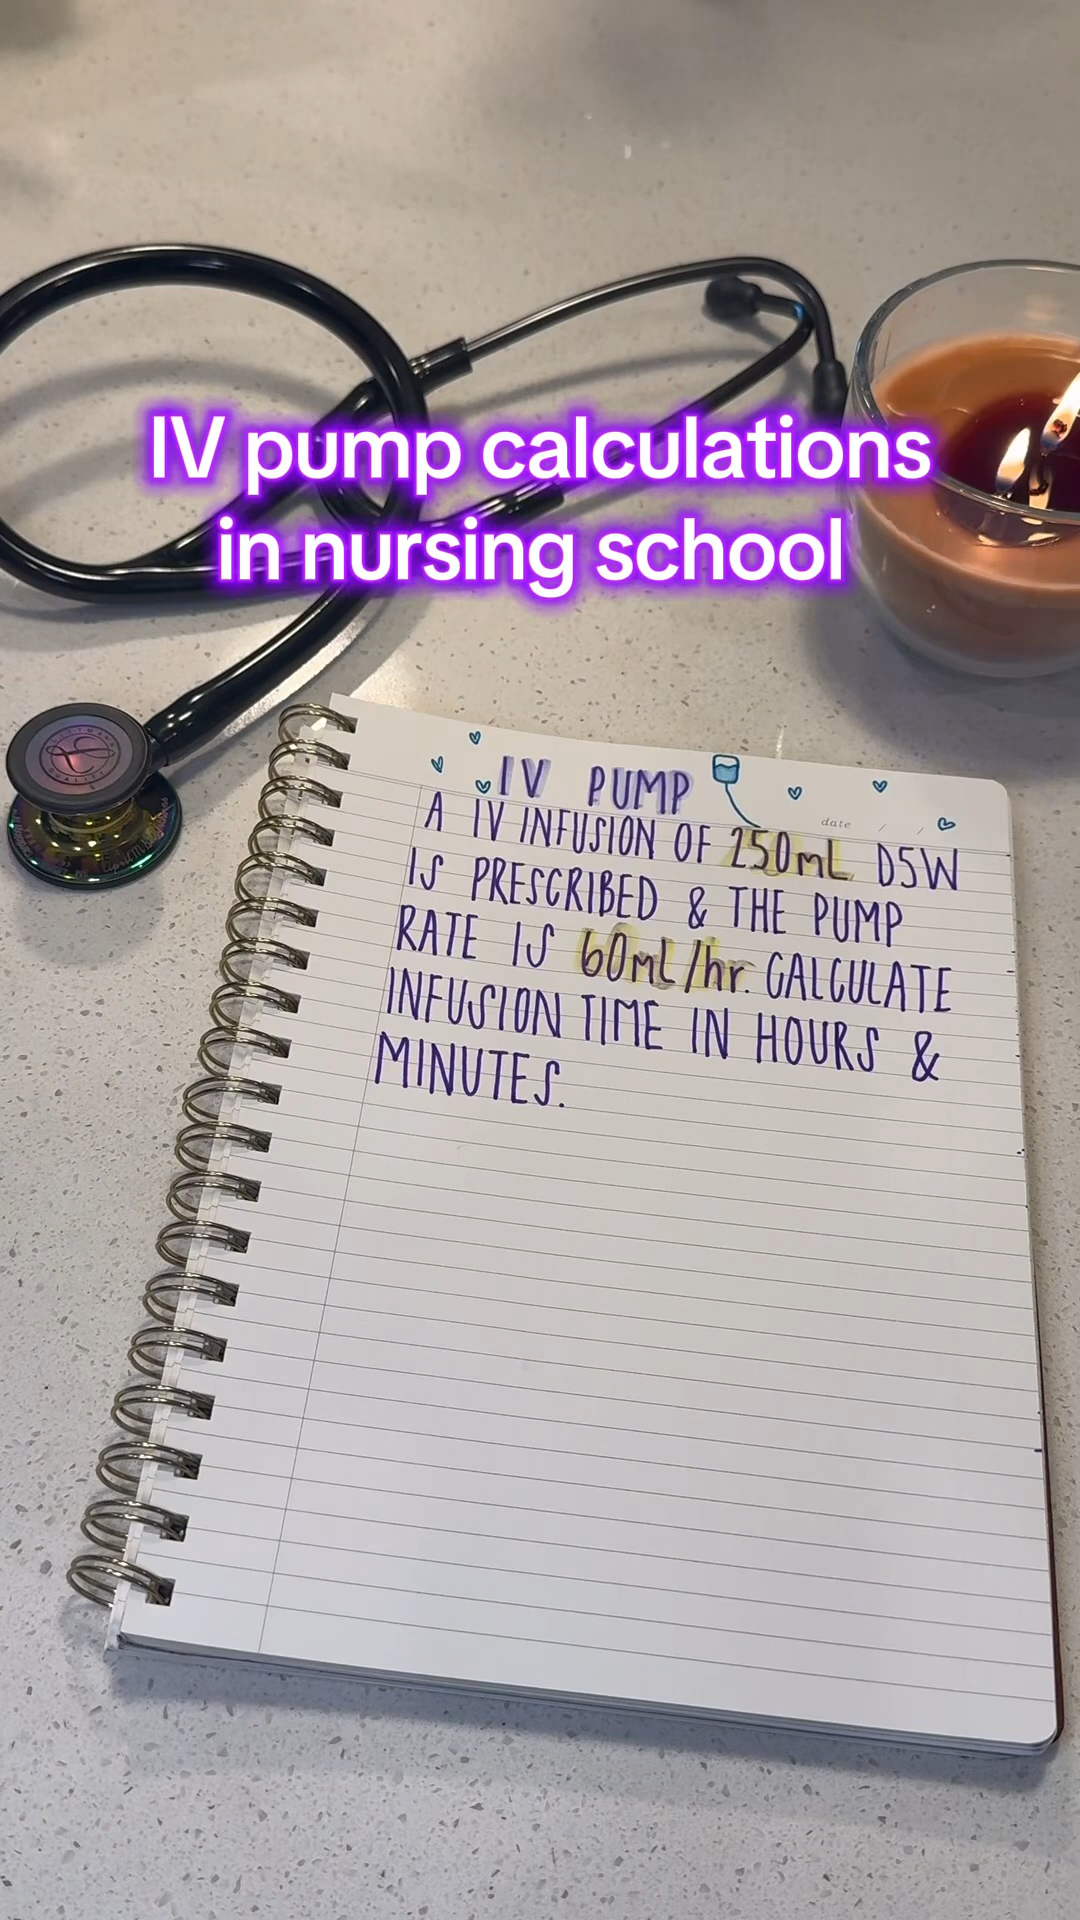 IV pump calculations
in nursing school
IV PUMP
date / /
A IV INFUSION OF 250mL D5W
IS PRESCRIBED & THE PUMP
RATE IS 60mL/hr. CALCULATE
INFUSION TIME IN HOURS &
MINUTES.